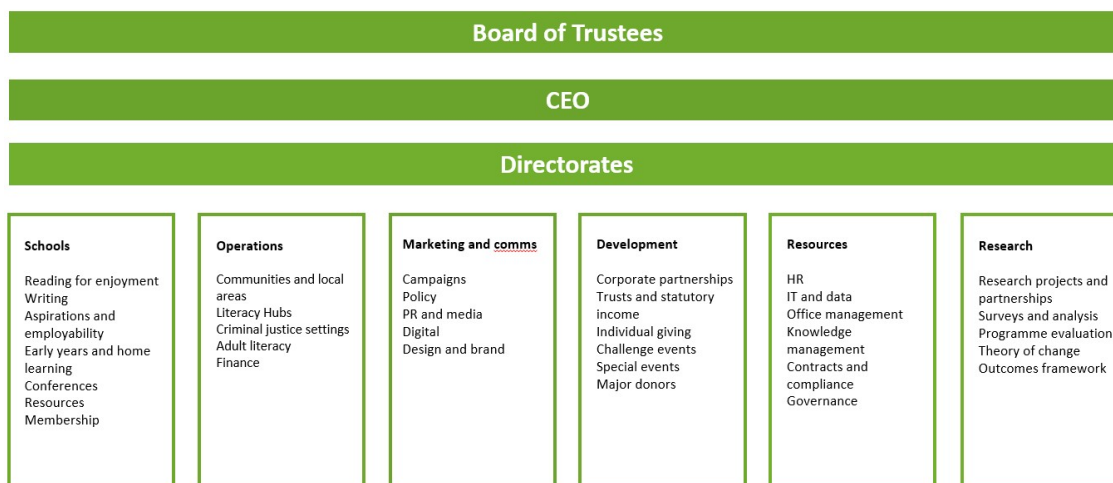 Board of Trustees
CEO
Directorates
Schools
Reading for enjoyment
Writing
Aspirations and
employability
Early years and home
learning
Conferences
Resources
Membership
Operations
Communities and local
areas
Literacy Hubs
Criminal justice settings
Adult literacy
Finance
Marketing and comms
Campaigns
Policy
PR and media
Digital
Design and brand
Development
Corporate partnerships
Trusts and statutory
income
Individual giving
Challenge events
Special events
Major donors
Resources
HR
IT and data
Office management
Knowledge
management
Contracts and
compliance
Governance
Research
Research projects and
partnerships
Surveys and analysis
Programme evaluation
Theory of change
Outcomes framework